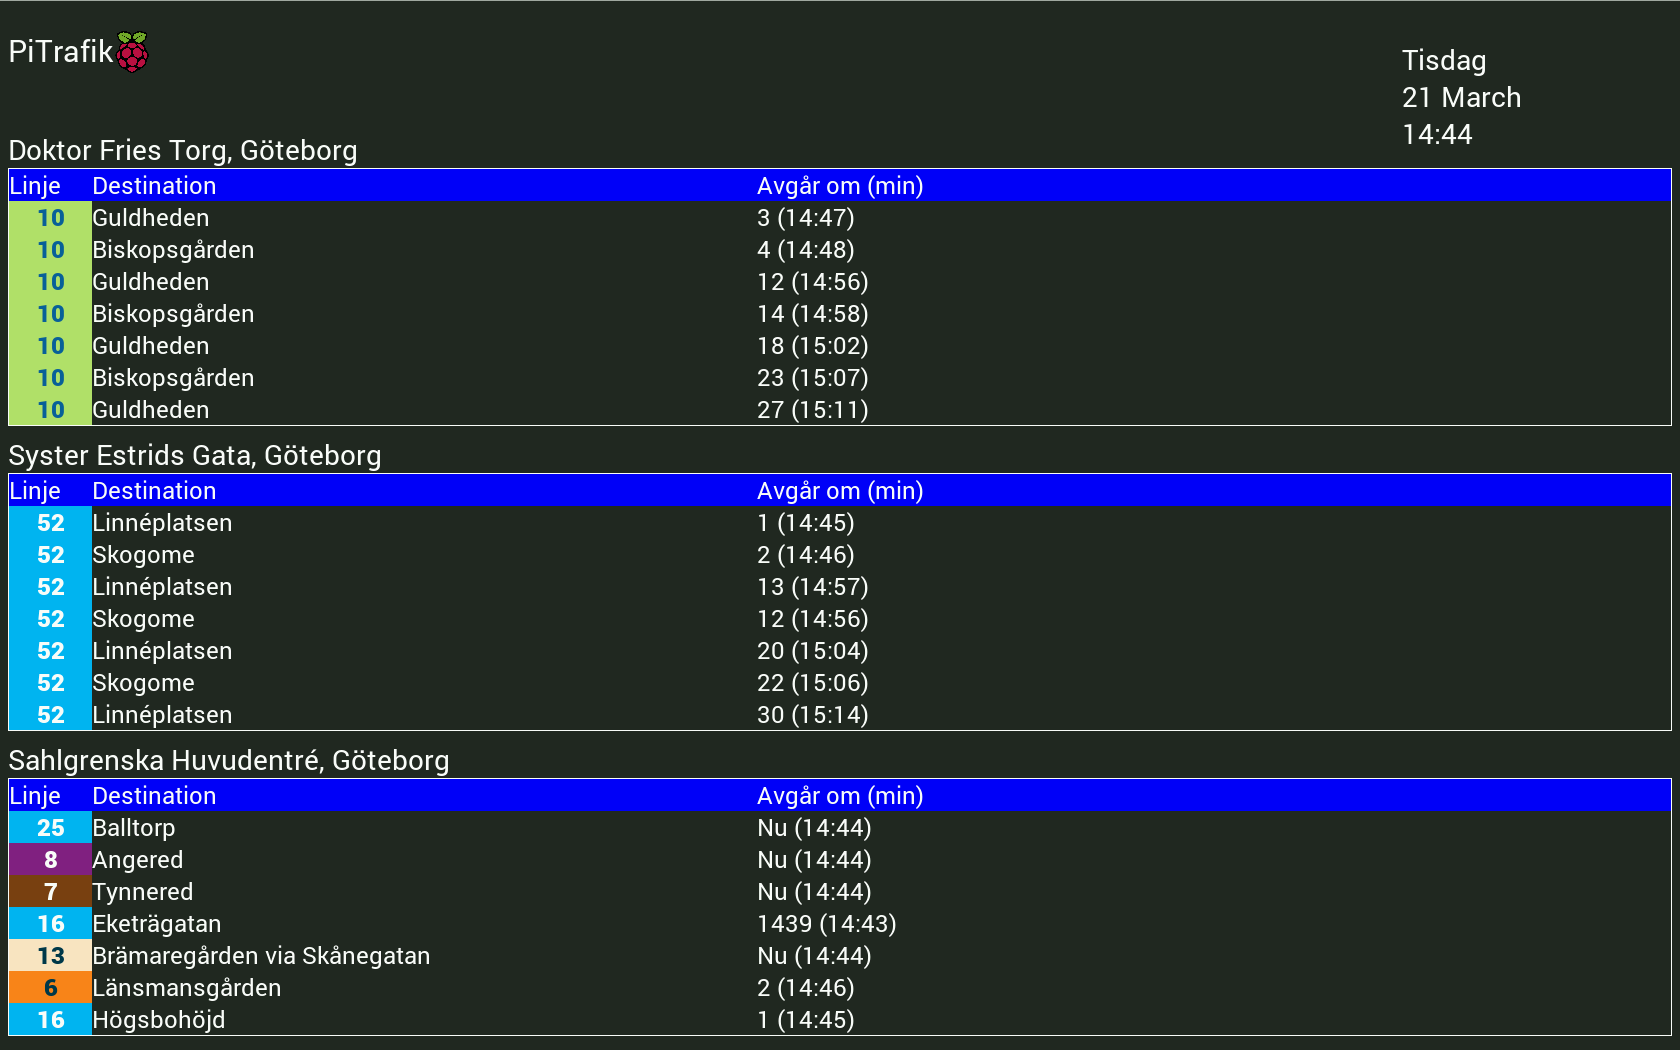 PiTrafik
Tisdag
21 March
14:44
Doktor Fries Torg, Göteborg
Linje Destination Avgår om (min)
10 Guldheden 3 (14:47)
10 Biskopsgården 4 (14:48)
10 Guldheden 12 (14:56)
10 Biskopsgården 14 (14:58)
10 Guldheden 18 (15:02)
10 Biskopsgården 23 (15:07)
10 Guldheden 27 (15:11)
Syster Estrids Gata, Göteborg
Linje Destination Avgår om (min)
52 Linnéplatsen 1 (14:45)
52 Skogome 2 (14:46)
52 Linnéplatsen 13 (14:57)
52 Skogome 12 (14:56)
52 Linnéplatsen 20 (15:04)
52 Skogome 22 (15:06)
52 Linnéplatsen 30 (15:14)
Sahlgrenska Huvudentré, Göteborg
Linje Destination Avgår om (min)
25 Balltorp Nu (14:44)
8 Angered Nu (14:44)
7 Tynnered Nu (14:44)
16 Eketrägatan 1439 (14:43)
13 Brämaregården via Skånegatan Nu (14:44)
6 Länsmansgården 2 (14:46)
16 Högsbohöjd 1 (14:45)